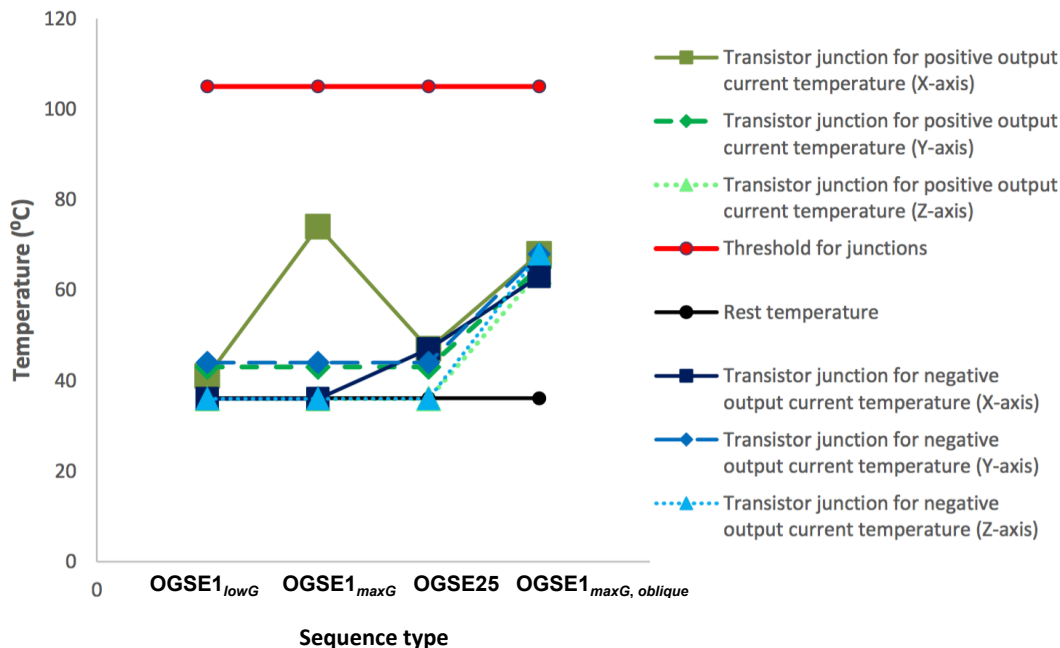 120
100
80
60
40
20
0
0
Temperature (⁰C)
OGSE1lowG
OGSE1maxG
OGSE25
OGSE1maxG, oblique
Sequence type
Transistor junction for positive output
current temperature (X-axis)
Transistor junction for positive output
current temperature (Y-axis)
Transistor junction for positive output
current temperature (Z-axis)
Threshold for junctions
Rest temperature
Transistor junction for negative
output current temperature (X-axis)
Transistor junction for negative
output current temperature (Y-axis)
Transistor junction for negative
output current temperature (Z-axis)